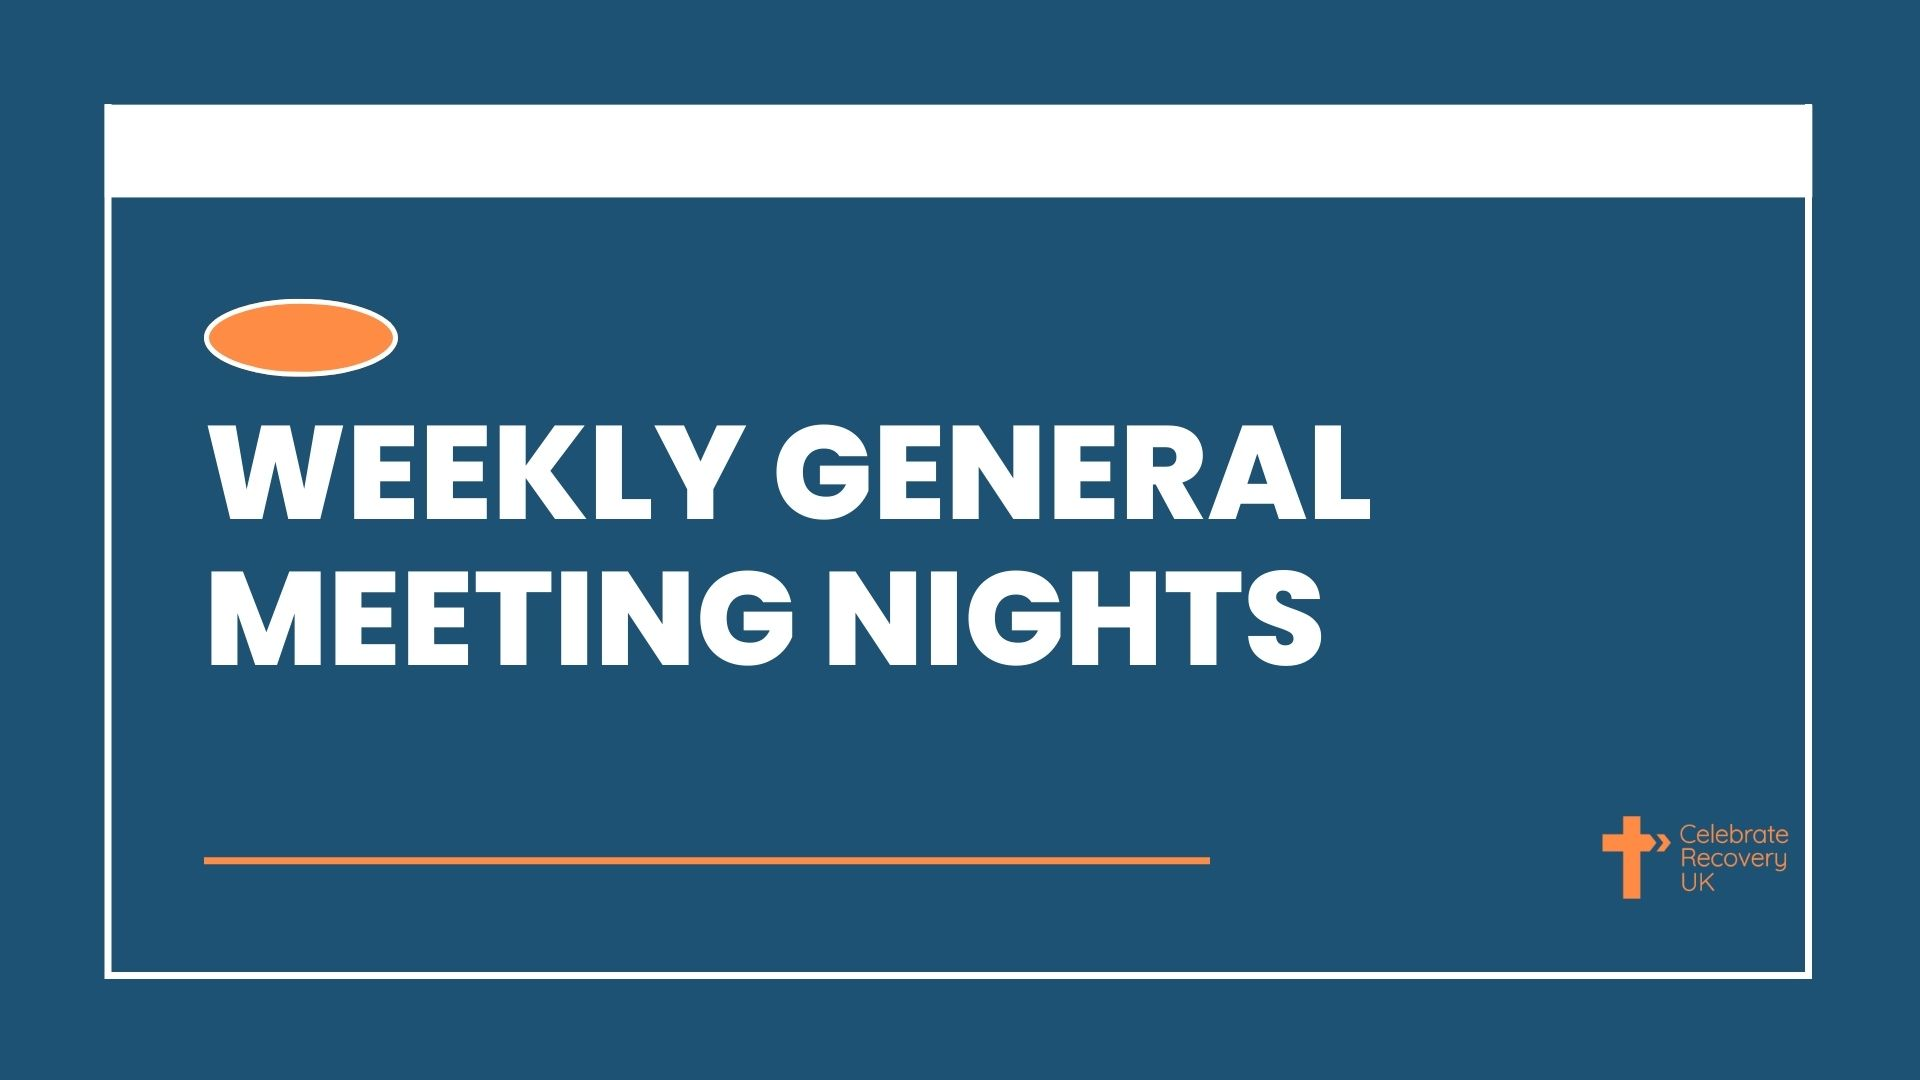 WEEKLY GENERAL
MEETING NIGHTS
Celebrate
Recovery
UK